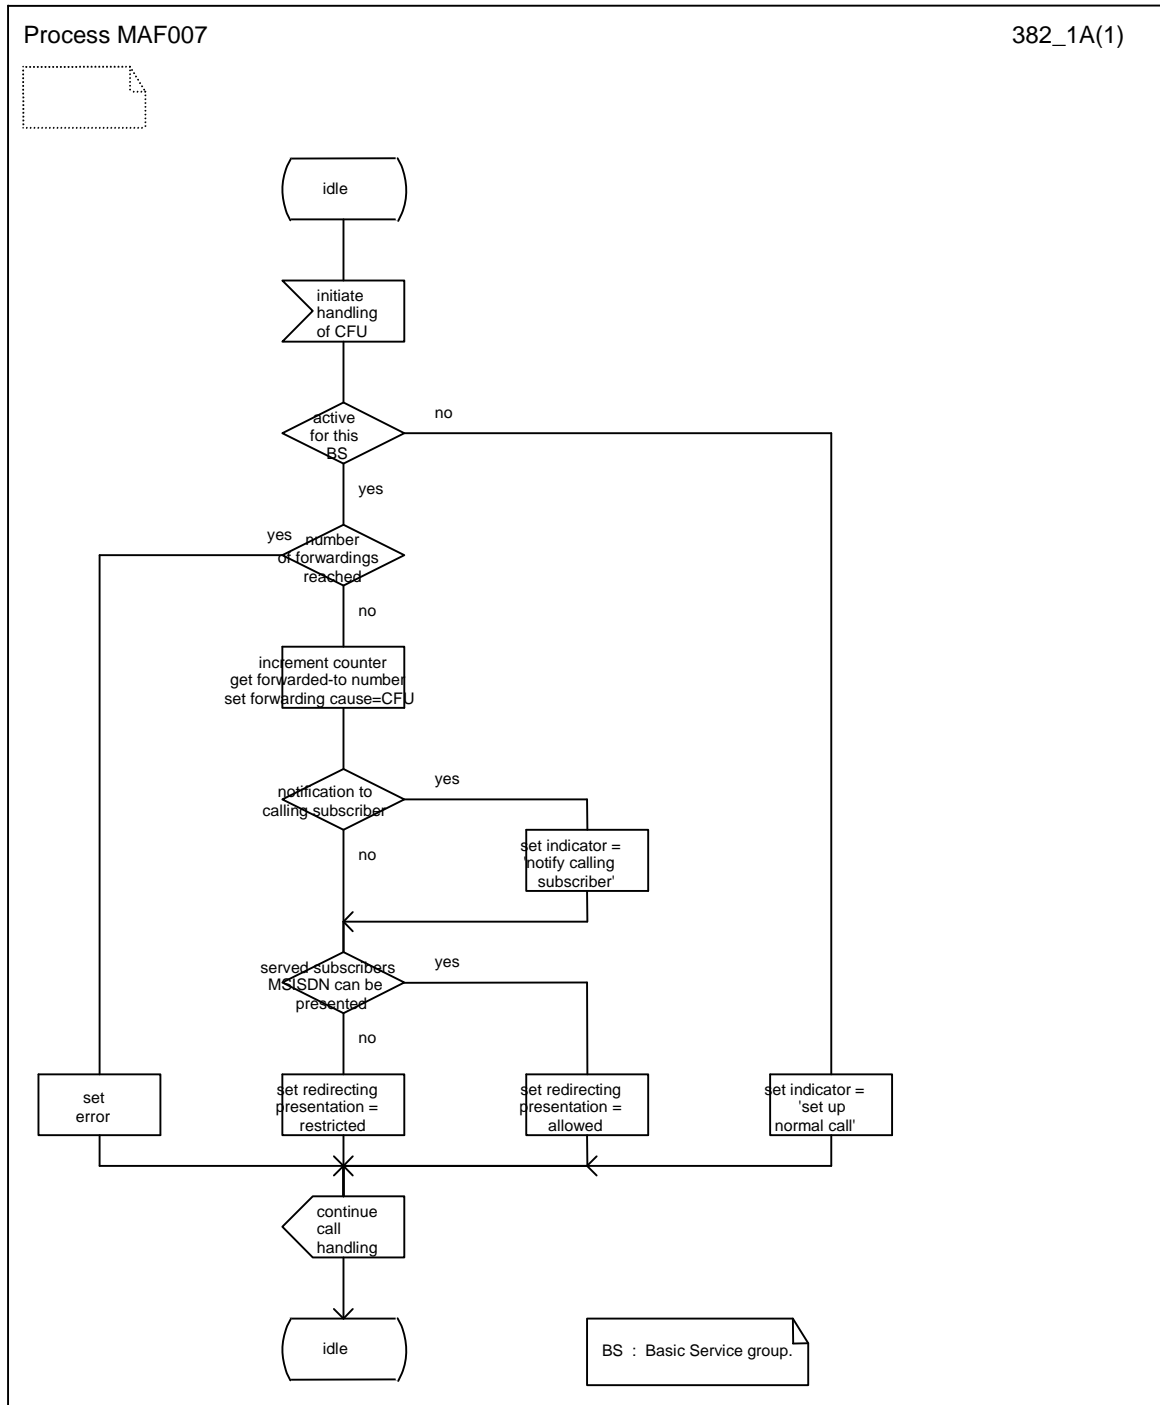 Process MAF007
382_1A(1)
idle
initiate
handling
of CFU
active
for this
BS
no
yes
yes
number
of forwardings
reached
no
increment counter
get forwarded-to number
set forwarding cause=CFU
notification to
calling subscriber
yes
no
set indicator =
'notify calling
subscriber'
served subscribers
MSISDN can be
presented
yes
no
set
error
set redirecting
presentation =
restricted
set redirecting
presentation =
allowed
set indicator =
'set up
normal call'
continue
call
handling
idle
BS : Basic Service group.